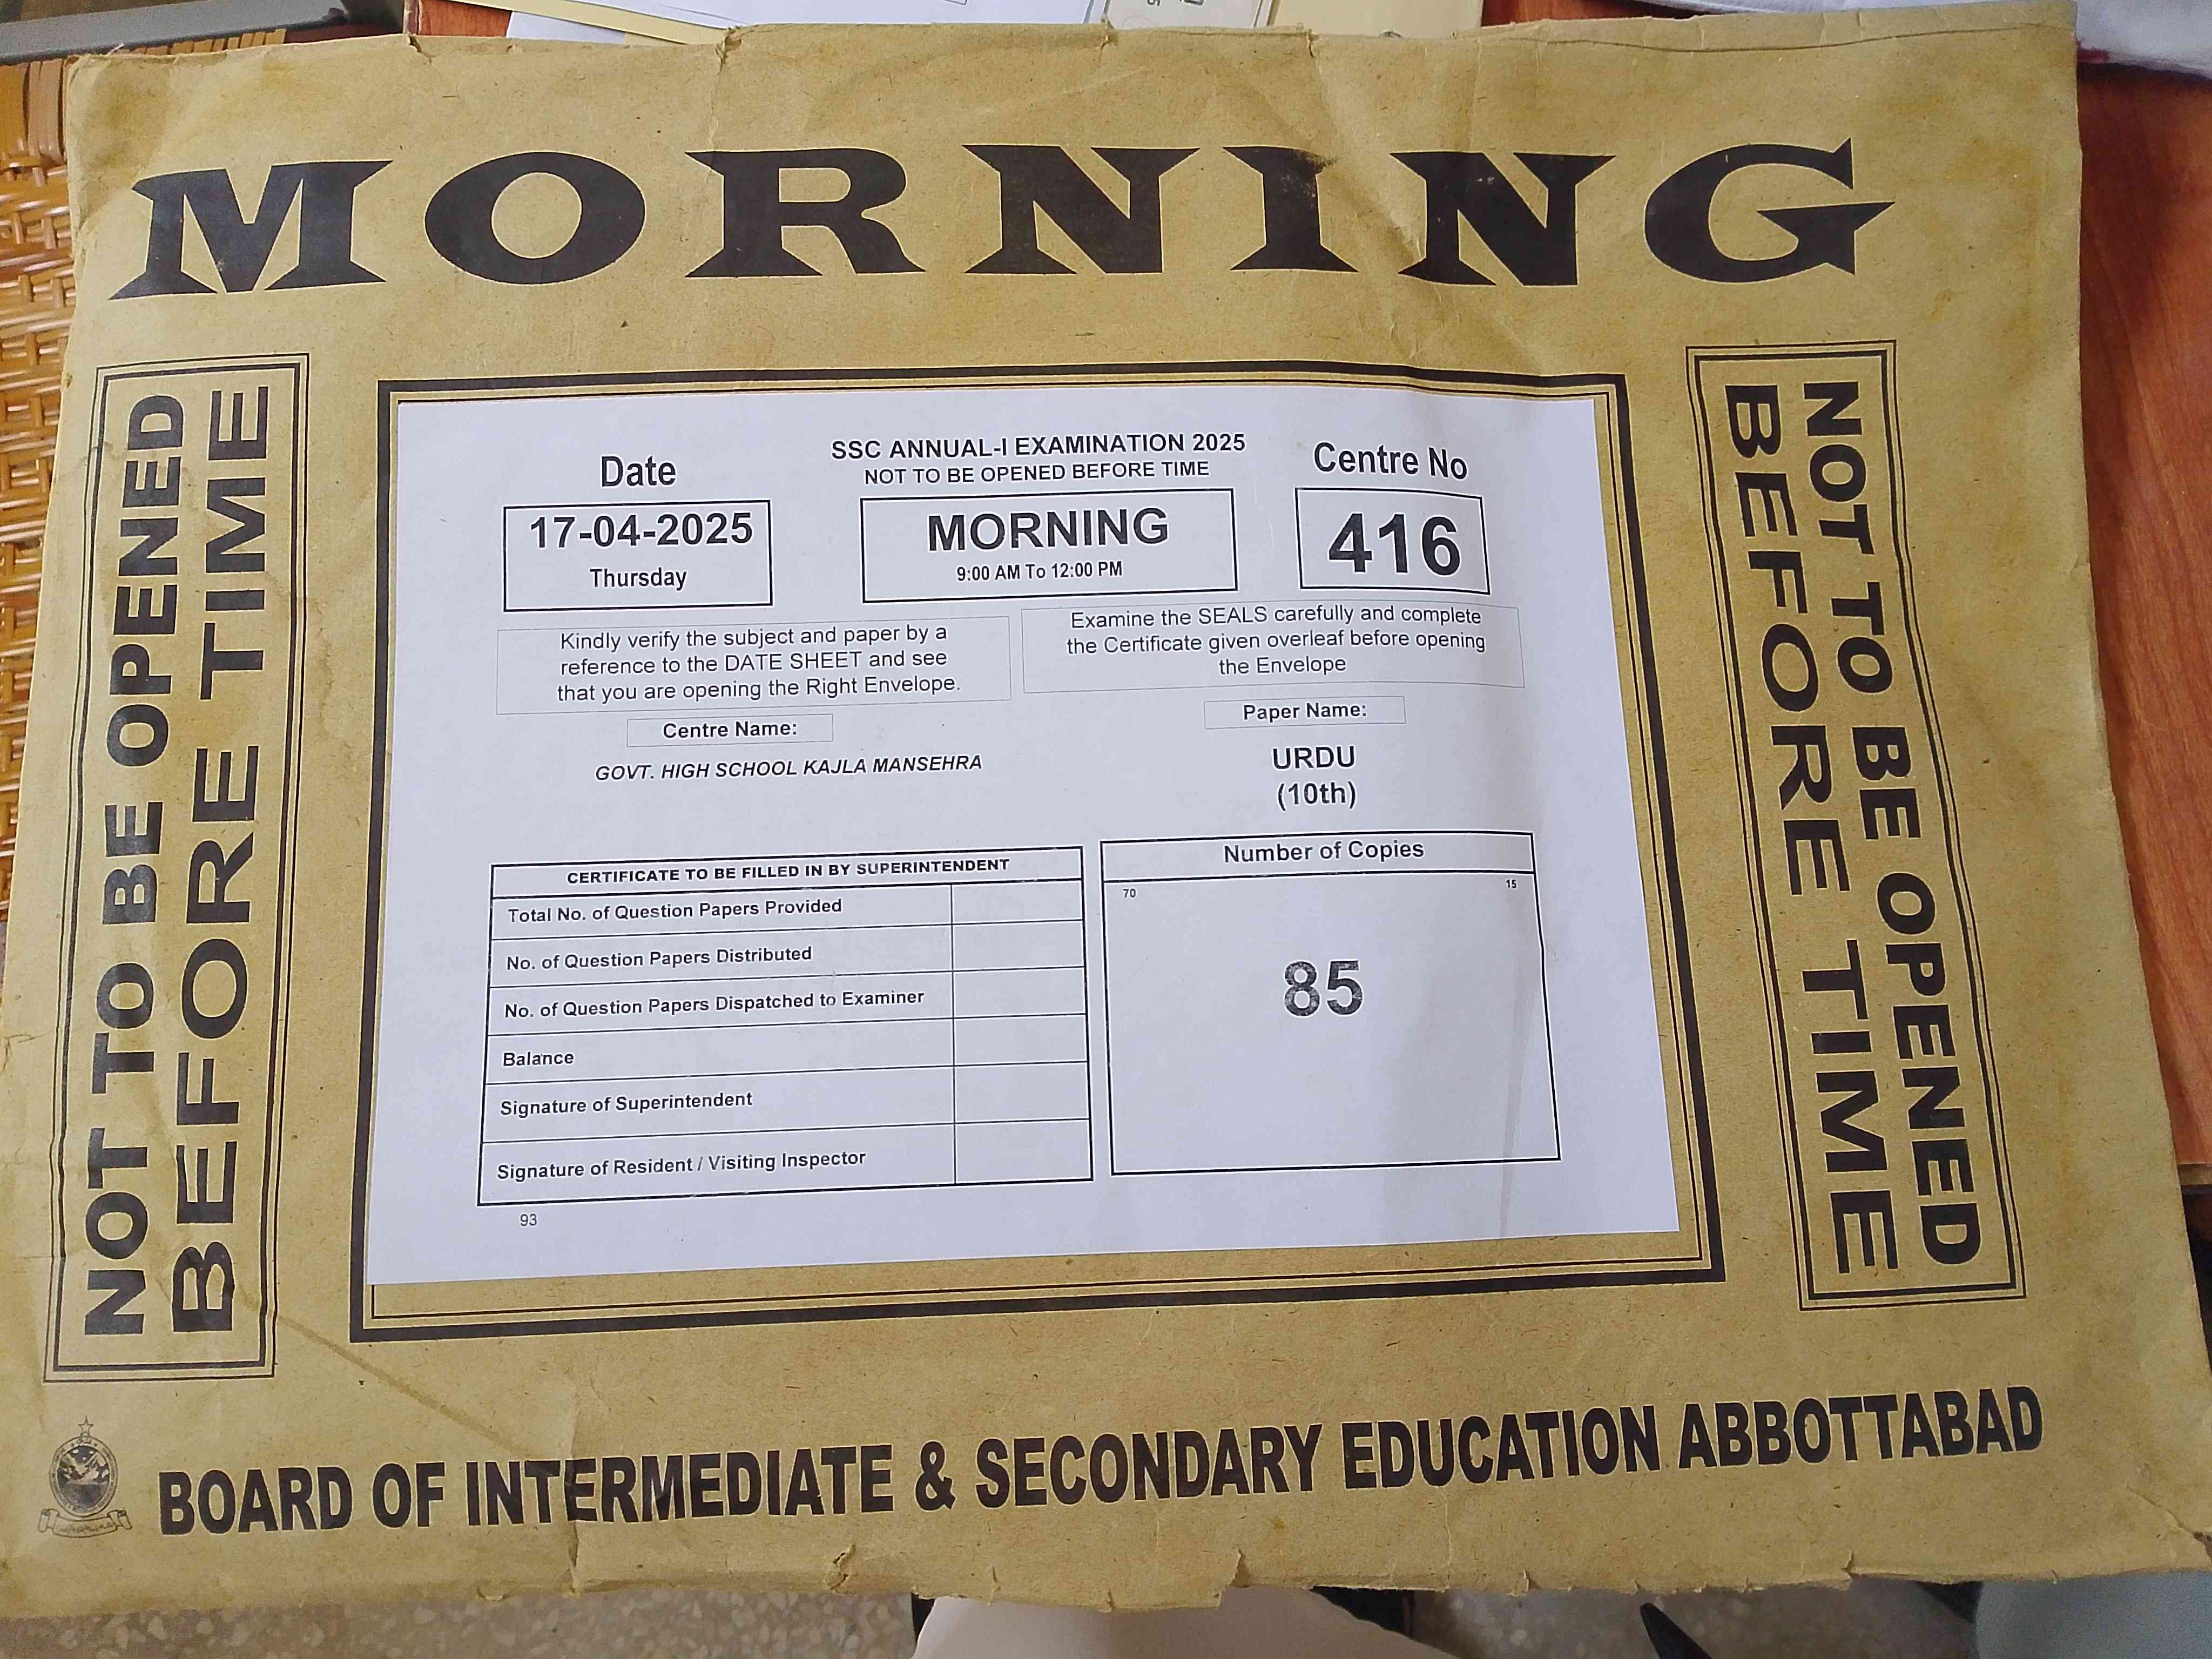 MORNING
NOT TO BE OPENED
BEFORE TIME
SSC ANNUAL-I EXAMINATION 2025
NOT TO BE OPENED BEFORE TIME
Date
17-04-2025
Thursday
MORNING
9:00 AM To 12:00 PM
Centre No
416
Kindly verify the subject and paper by a
reference to the DATE SHEET and see
that you are opening the Right Envelope.
Examine the SEALS carefully and complete
the Certificate given overleaf before opening
the Envelope
Centre Name:
GOVT. HIGH SCHOOL KAJLA MANSEHRA
Paper Name:
URDU
(10th)
CERTIFICATE TO BE FILLED IN BY SUPERINTENDENT
Total No. of Question Papers Provided
No. of Question Papers Distributed
No. of Question Papers Dispatched to Examiner
Balance
Signature of Superintendent
Signature of Resident / Visiting Inspector
93
Number of Copies
70 15
85
NOT TO BE OPENED
BEFORE TIME
BOARD OF INTERMEDIATE & SECONDARY EDUCATION ABBOTTABAD